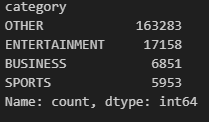 category
OTHER 163283
ENTERTAINMENT 17158
BUSINESS 6851
SPORTS 5953
Name: count, dtype: int64